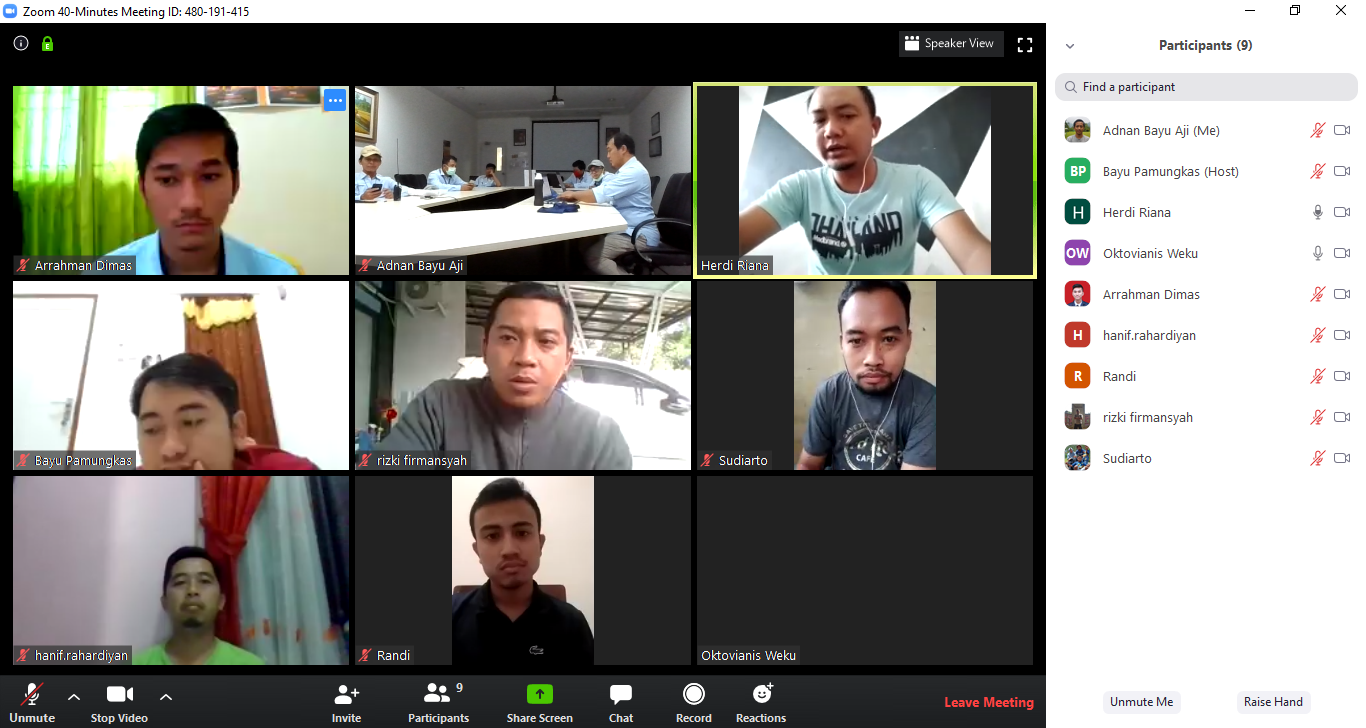 Zoom 40-Minutes Meeting ID: 480-191-415
Speaker View
Participants (9)
Find a participant
Arrahman Dimas
Adnan Bayu Aji
THAILAND
Herdi Riana
Bayu Pamungkas
rizki firmansyah
Sudiarto
hanif.rahardiyan
Randi
Oktovianis Weku
Adnan Bayu Aji (Me)
BP
Bayu Pamungkas (Host)
H
Herdi Riana
OW
Oktovianis Weku
Arrahman Dimas
H
hanif.rahardiyan
R
Randi
rizki firmansyah
Sudiarto
Unmute
Stop Video
Invite
9
Participants
Share Screen
Chat
Record
Reactions
Leave Meeting
Unmute Me
Raise Hand